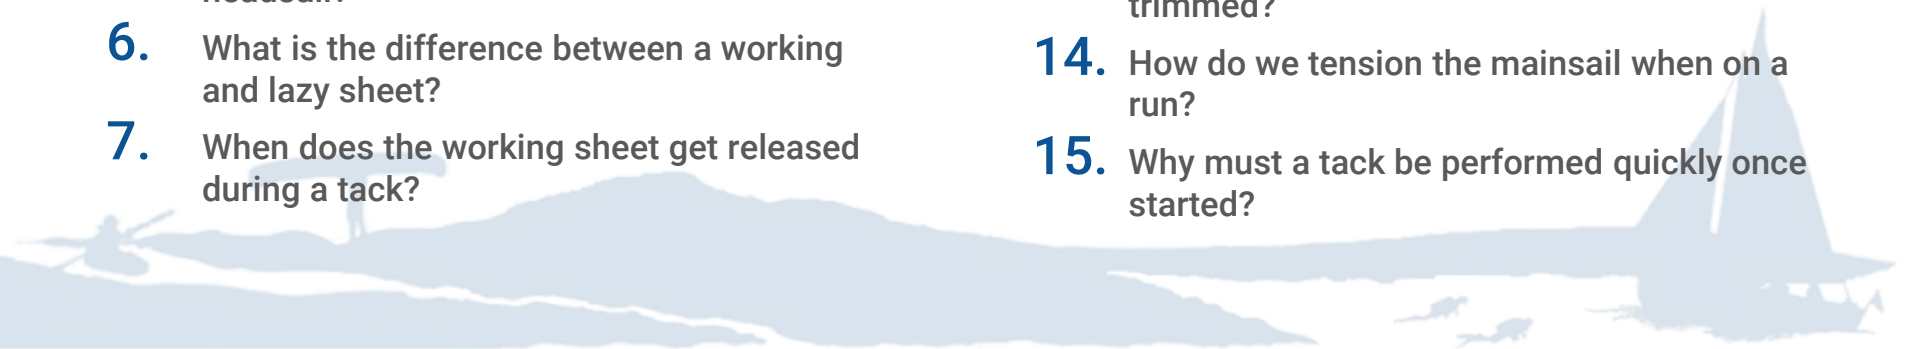 headsail?
6. What is the difference between a working
and lazy sheet?
7. When does the working sheet get released
during a tack?
trimmed?
14. How do we tension the mainsail when on a
run?
15. Why must a tack be performed quickly once
started?